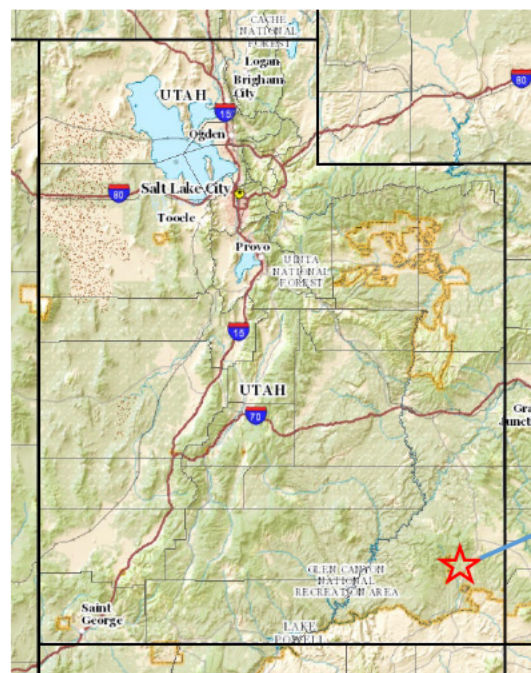 CACHE
NATIONAL
FOREST
Logan
Brigham
City
UTAH
80
15
Ogden
Salt Lake City
80
Tooele
Provo
UINTA
NATIONAL
FOREST
15
UTAH
70
Gra
Junct
GLEN CANYON
NATIONAL
RECREATION AREA
Saint
George
LAKE
POWELL